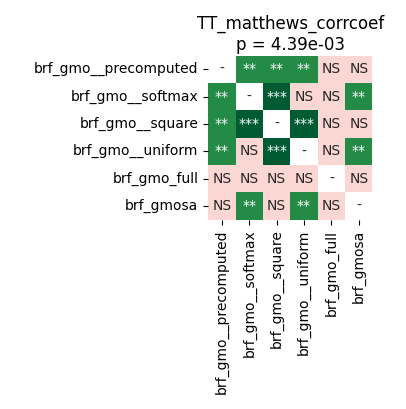 TT_matthews_corrcoef
p = 4.39e-03
brf_gmo__precomputed - ** ** ** NS NS
brf_gmo__softmax ** - *** NS NS **
brf_gmo__square ** *** - *** NS NS
brf_gmo__uniform ** NS *** - NS **
brf_gmo_full NS NS NS NS - NS
brf_gmosa NS ** NS ** NS -
brf_gmo__precomputed
brf_gmo__softmax
brf_gmo__square
brf_gmo__uniform
brf_gmo_full
brf_gmosa